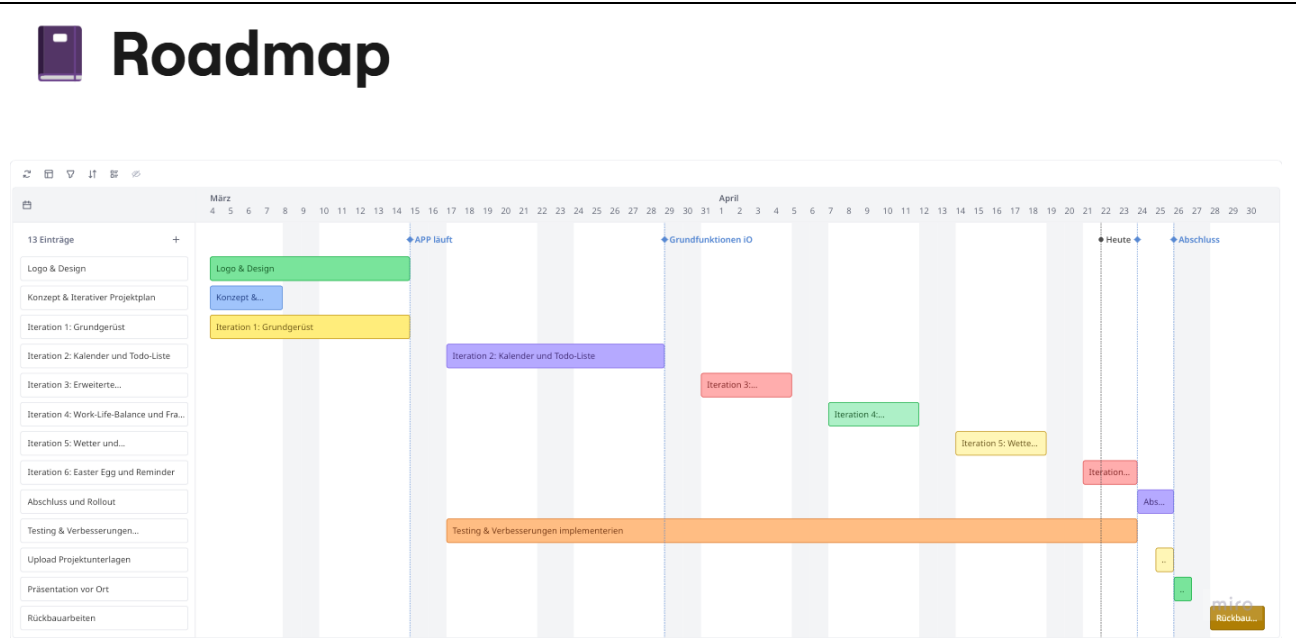 Roadmap
März
April
4 5 6 7 8 9 10 11 12 13 14 15 16 17 18 19 20 21 22 23 24 25 26 27 28 29 30 31 1 2 3 4 5 6 7 8 9 10 11 12 13 14 15 16 17 18 19 20 21 22 23 24 25 26 27 28 29 30
13 Einträge +
APP läuft
Grundfunktionen iO
Heute
Abschluss
Logo & Design
Logo & Design
Konzept & Iterativer Projektplan
Konzept &...
Iteration 1: Grundgerüst
Iteration 1: Grundgerüst
Iteration 2: Kalender und Todo-Liste
Iteration 2: Kalender und Todo-Liste
Iteration 3: Erweiterte...
Iteration 3:...
Iteration 4: Work-Life-Balance und Fra...
Iteration 4:...
Iteration 5: Wetter und...
Iteration 5: Wette...
Iteration 6: Easter Egg und Reminder
Iteration...
Abschluss und Rollout
Abs...
Testing & Verbesserungen...
Testing & Verbesserungen implementerien
Upload Projektunterlagen
..
Präsentation vor Ort
..
miro
Rückbauarbeiten
Rückbau...